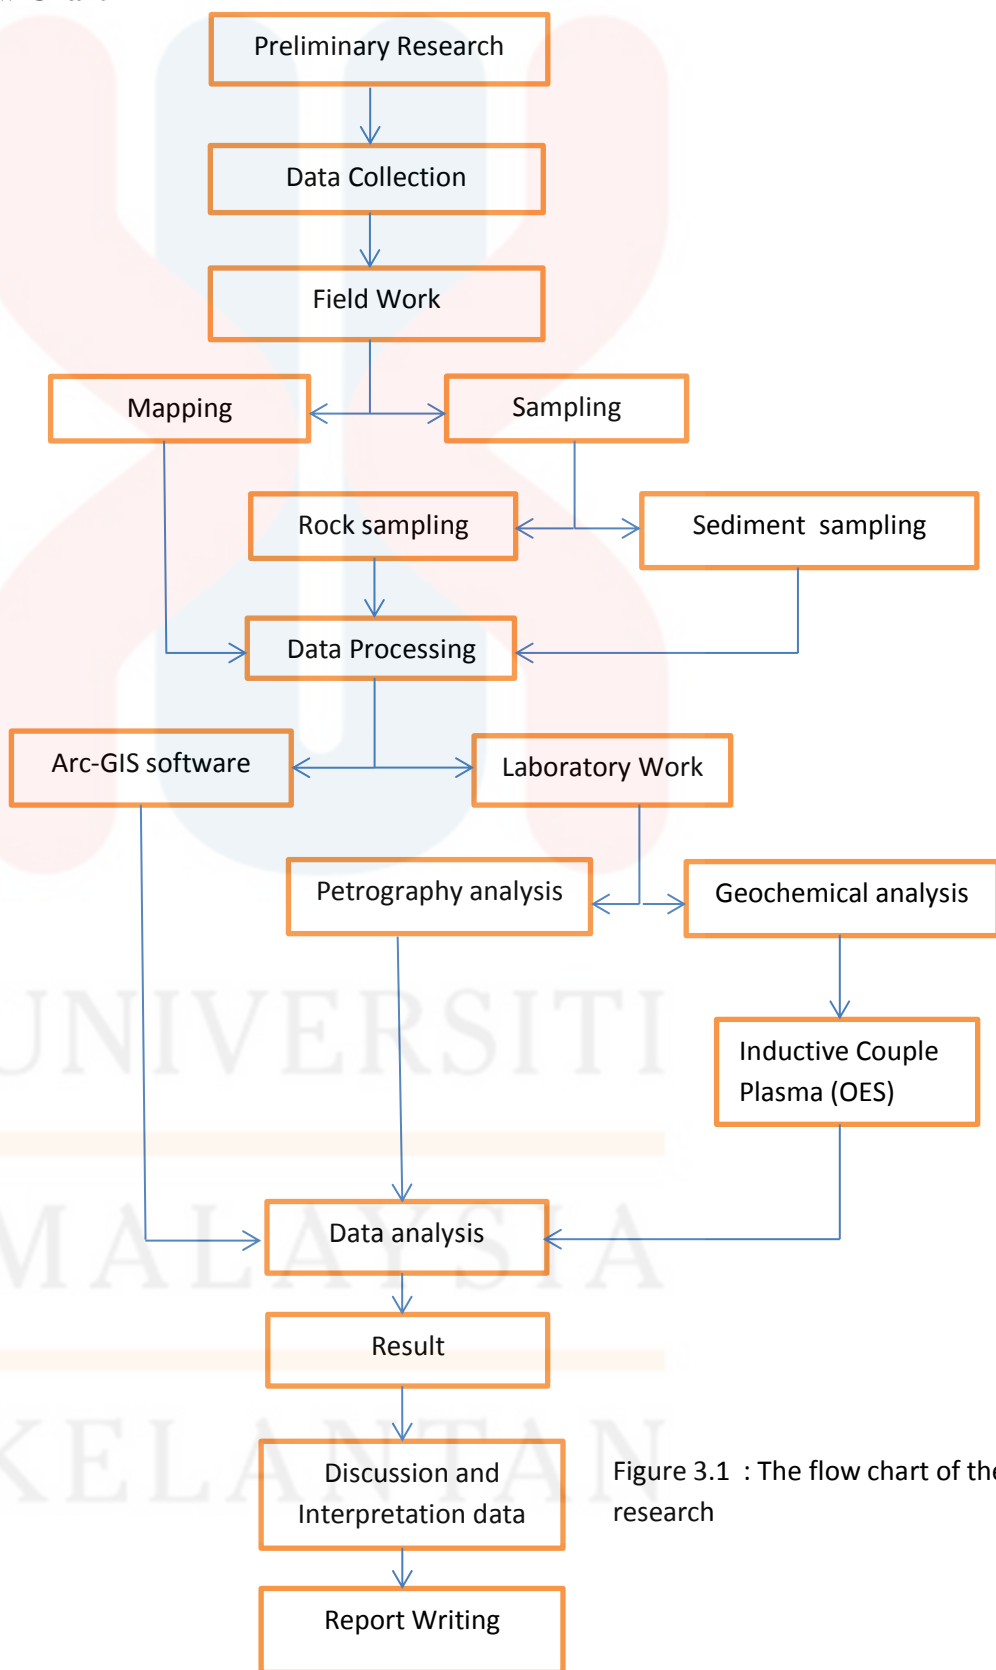 Preliminary Research
Data Collection
Field Work
Mapping
Sampling
Rock sampling
Sediment sampling
Data Processing
Arc-GIS software
Laboratory Work
Petrography analysis
Geochemical analysis
UNIVERSITI
Inductive Couple
Plasma (OES)
MALAYSIA
Data analysis
Result
KELANTAN
Discussion and
Interpretation data
Figure 3.1 : The flow chart of the
research
Report Writing